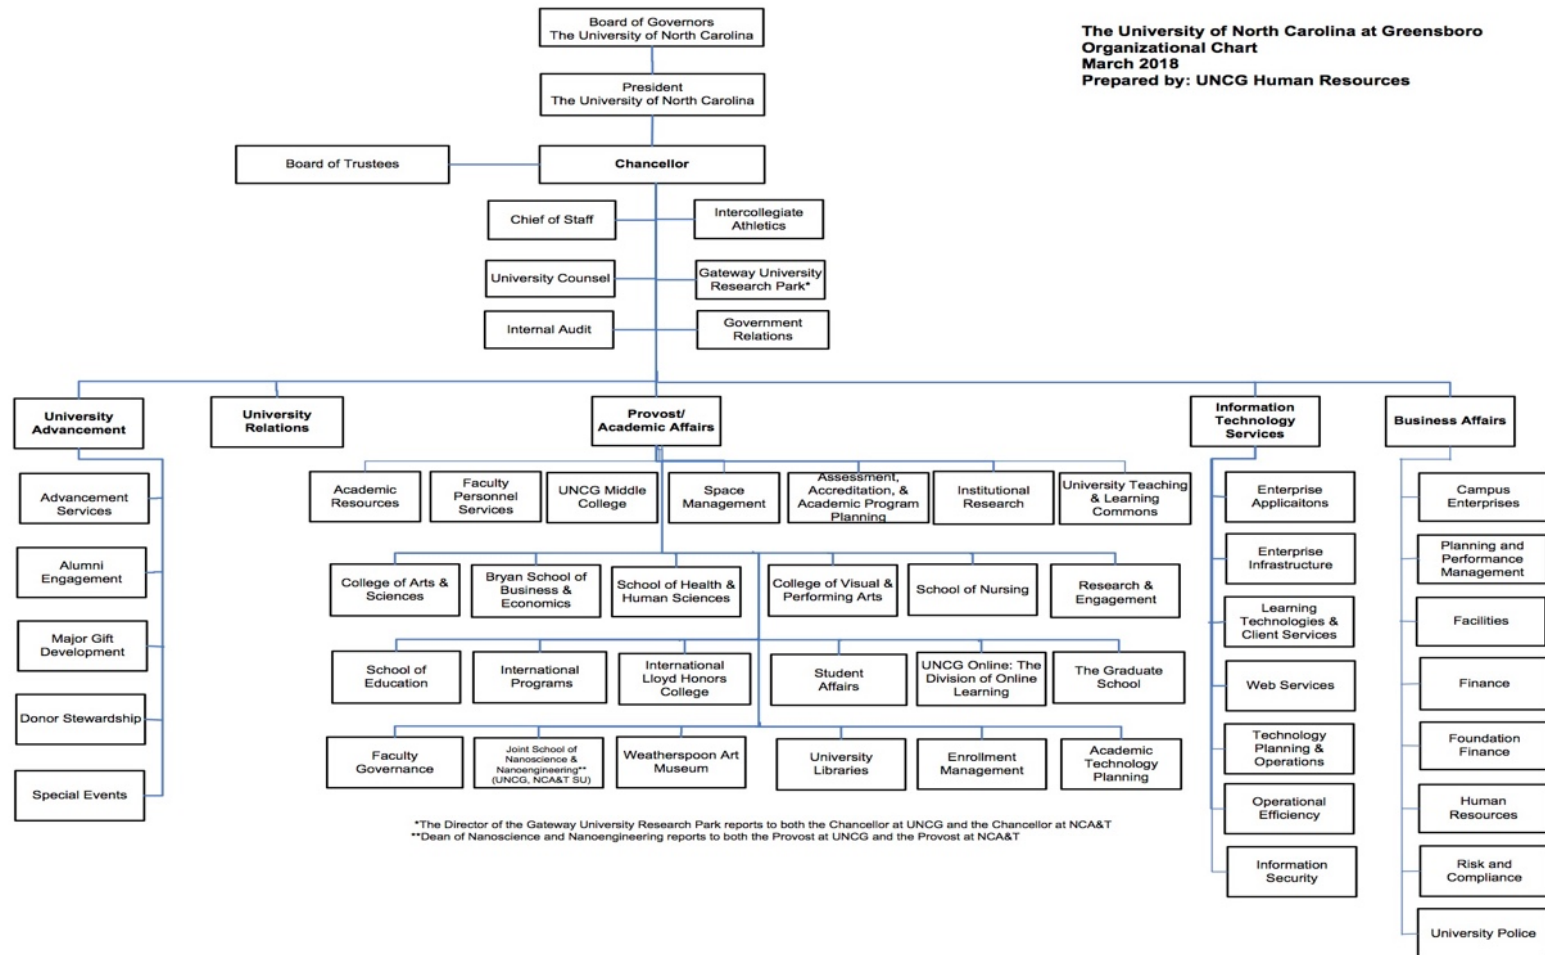 Board of Governors
The University of North Carolina
The University of North Carolina at Greensboro
Organizational Chart
March 2018
Prepared by: UNCG Human Resources
President
The University of North Carolina
Board of Trustees
Chancellor
Chief of Staff
Intercollegiate
Athletics
University Counsel
Gateway University
Research Park*
Internal Audit
Government
Relations
University
Advancement
University
Relations
Provost/
Academic Affairs
Information
Technology
Services
Business Affairs
Advancement
Services
Alumni
Engagement
Major Gift
Development
Donor Stewardship
Special Events
Academic
Resources
Faculty
Personnel
Services
UNCG Middle
College
Space
Management
Assessment,
Accreditation, &
Academic Program
Planning
Institutional
Research
University Teaching
& Learning
Commons
College of Arts &
Sciences
Bryan School of
Business &
Economics
School of Health &
Human Sciences
College of Visual &
Performing Arts
School of Nursing
Research &
Engagement
School of
Education
International
Programs
International
Lloyd Honors
College
Student
Affairs
UNCG Online: The
Division of Online
Learning
The Graduate
School
Faculty
Governance
Joint School of
Nanoscience &
Nanoengineering**
(UNCG, NCA&T SU)
Weatherspoon Art
Museum
University
Libraries
Enrollment
Management
Academic
Technology
Planning
Enterprise
Applicaitons
Enterprise
Infrastructure
Learning
Technologies &
Client Services
Web Services
Technology
Planning &
Operations
Operational
Efficiency
Information
Security
Campus
Enterprises
Planning and
Performance
Management
Facilities
Finance
Foundation
Finance
Human
Resources
Risk and
Compliance
University Police
*The Director of the Gateway University Research Park reports to both the Chancellor at UNCG and the Chancellor at NCA&T
**Dean of Nanoscience and Nanoengineering reports to both the Provost at UNCG and the Provost at NCA&T